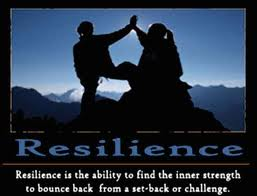 Resilience
Resilience is the ability to find the inner strength
to bounce back from a set-back or challenge.